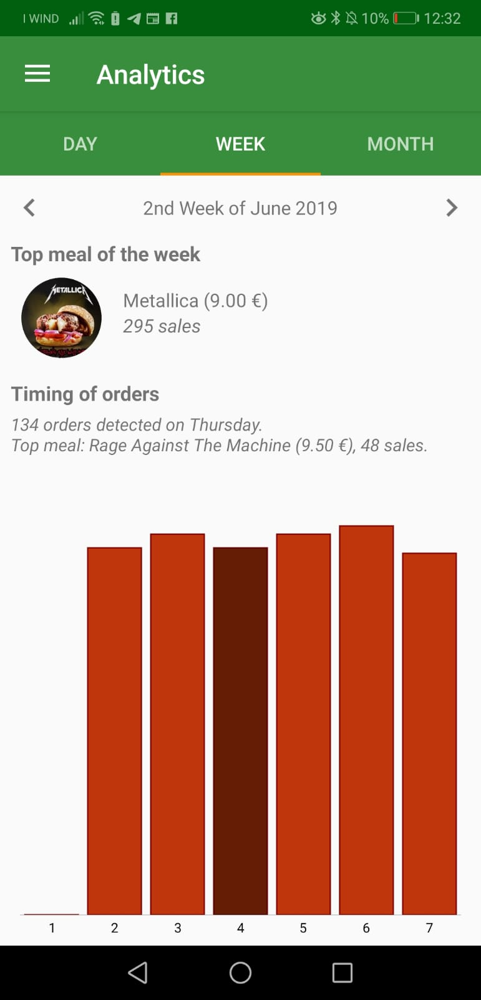 I WIND 10% 12:32
Analytics
DAY WEEK MONTH
2nd Week of June 2019
Top meal of the week
METALLICA
Metallica (9.00 €)
295 sales
Timing of orders
134 orders detected on Thursday.
Top meal: Rage Against The Machine (9.50 €), 48 sales.
1 2 3 4 5 6 7